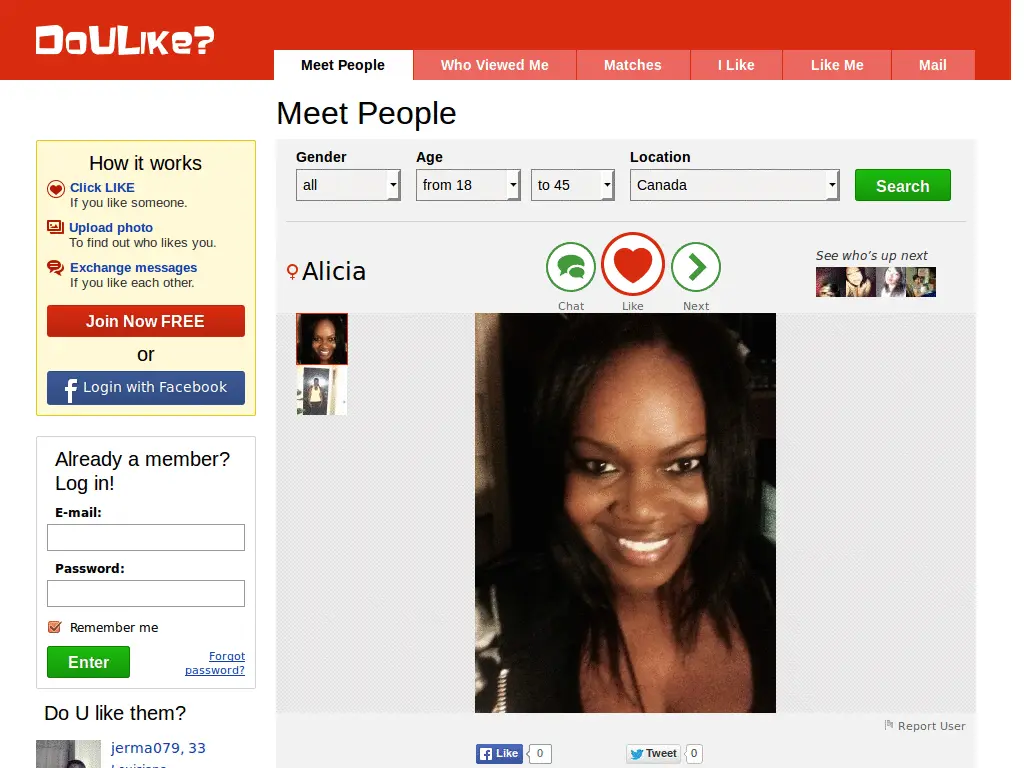 DoULike?
Meet People
Who Viewed Me
Matches
I Like
Like Me
Mail
Meet People
How it works
Click LIKE
If you like someone.
Upload photo
To find out who likes you.
Exchange messages
If you like each other.
Join Now FREE
or
Login with Facebook
Already a member?
Log in!
E-mail:
Password:
Remember me
Enter
Forgot
password?
Do U like them?
jerma079, 33
Gender
Age
Location
all
from 18
to 45
Canada
Search
Alicia
Chat
Like
Next
See who's up next
Report User
Like
0
Tweet
0